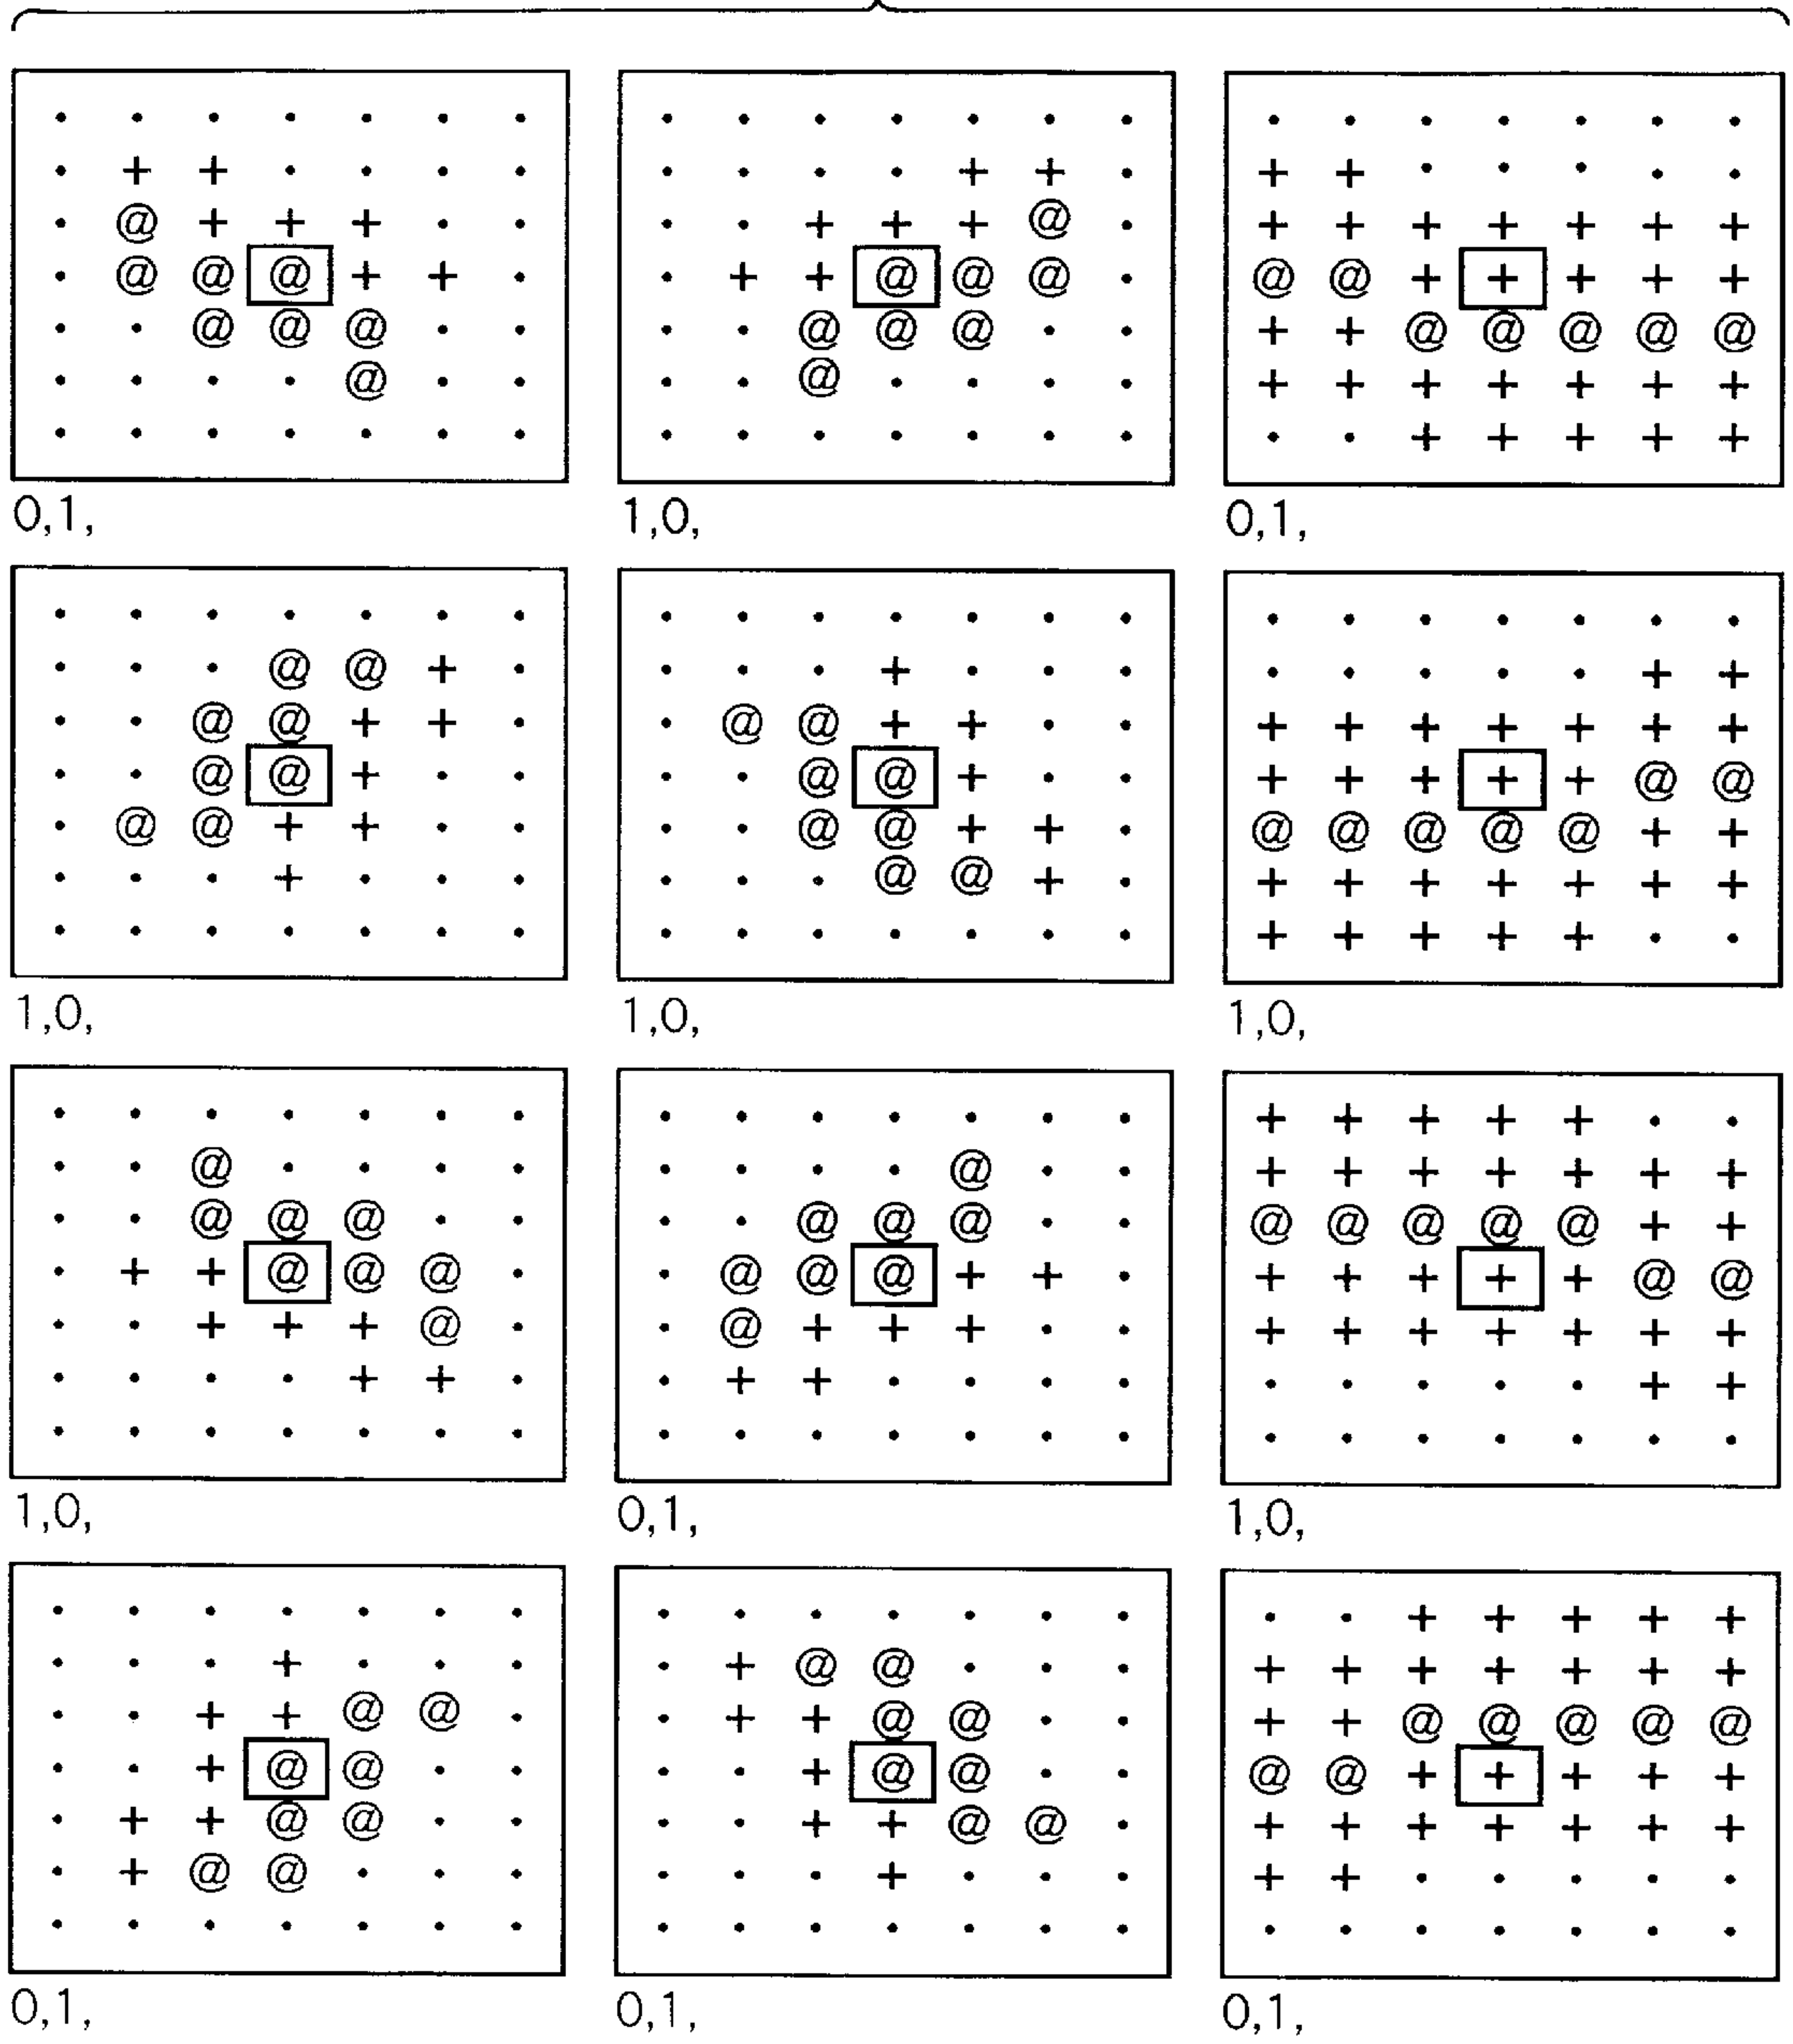 . . . . . . .
. + + . . . .
. @ + + + . .
. @ @ @ + + .
. . @ @ @ . .
. . . . @ . .
. . . . . . .
0,1,
. . . . . . .
. . . . + + .
. . + + + @ .
. + + @ @ @ .
. . @ @ @ . .
. . @ . . . .
. . . . . . .
1,0,
. . . . . . .
+ + . . . . .
+ + + + + + +
@ @ + + + + +
+ + @ @ @ @ @
+ + + + + + +
. . + + + + +
0,1,
. . . . . . .
. . . @ @ + .
. . @ @ + + .
. . @ @ + . .
. @ @ + + . .
. . . + . . .
. . . . . . .
1,0,
. . . . . . .
. . . + . . .
. @ @ + + . .
. . @ @ + . .
. . @ @ + + .
. . . @ @ + .
. . . . . . .
1,0,
. . . . . . .
. . . . . + +
+ + + + + + +
+ + + + + @ @
@ @ @ @ @ + +
+ + + + + + +
+ + + + + . .
1,0,
. . . . . . .
. . @ . . . .
. . @ @ @ . .
. + + @ @ @ .
. . + + + @ .
. . . . + + .
. . . . . . .
1,0,
. . . . . . .
. . . . @ . .
. . @ @ @ . .
. @ @ @ + + .
. @ + + + . .
. + + . . . .
. . . . . . .
0,1,
+ + + + + . .
+ + + + + + +
@ @ @ @ @ + +
+ + + + + @ @
+ + + + + + +
. . . . . + +
. . . . . . .
1,0,
. . . . . . .
. . . + . . .
. . + + @ @ .
. . + @ @ . .
. + + @ @ . .
. + @ @ . . .
. . . . . . .
0,1,
. . . . . . .
. + @ @ . . .
. + + @ @ . .
. . + @ @ . .
. . + + @ @ .
. . . + . . .
. . . . . . .
0,1,
. . + + + + +
+ + + + + + +
+ + @ @ @ @ @
@ @ + + + + +
+ + + + + + +
+ + . . . . .
. . . . . . .
0,1,